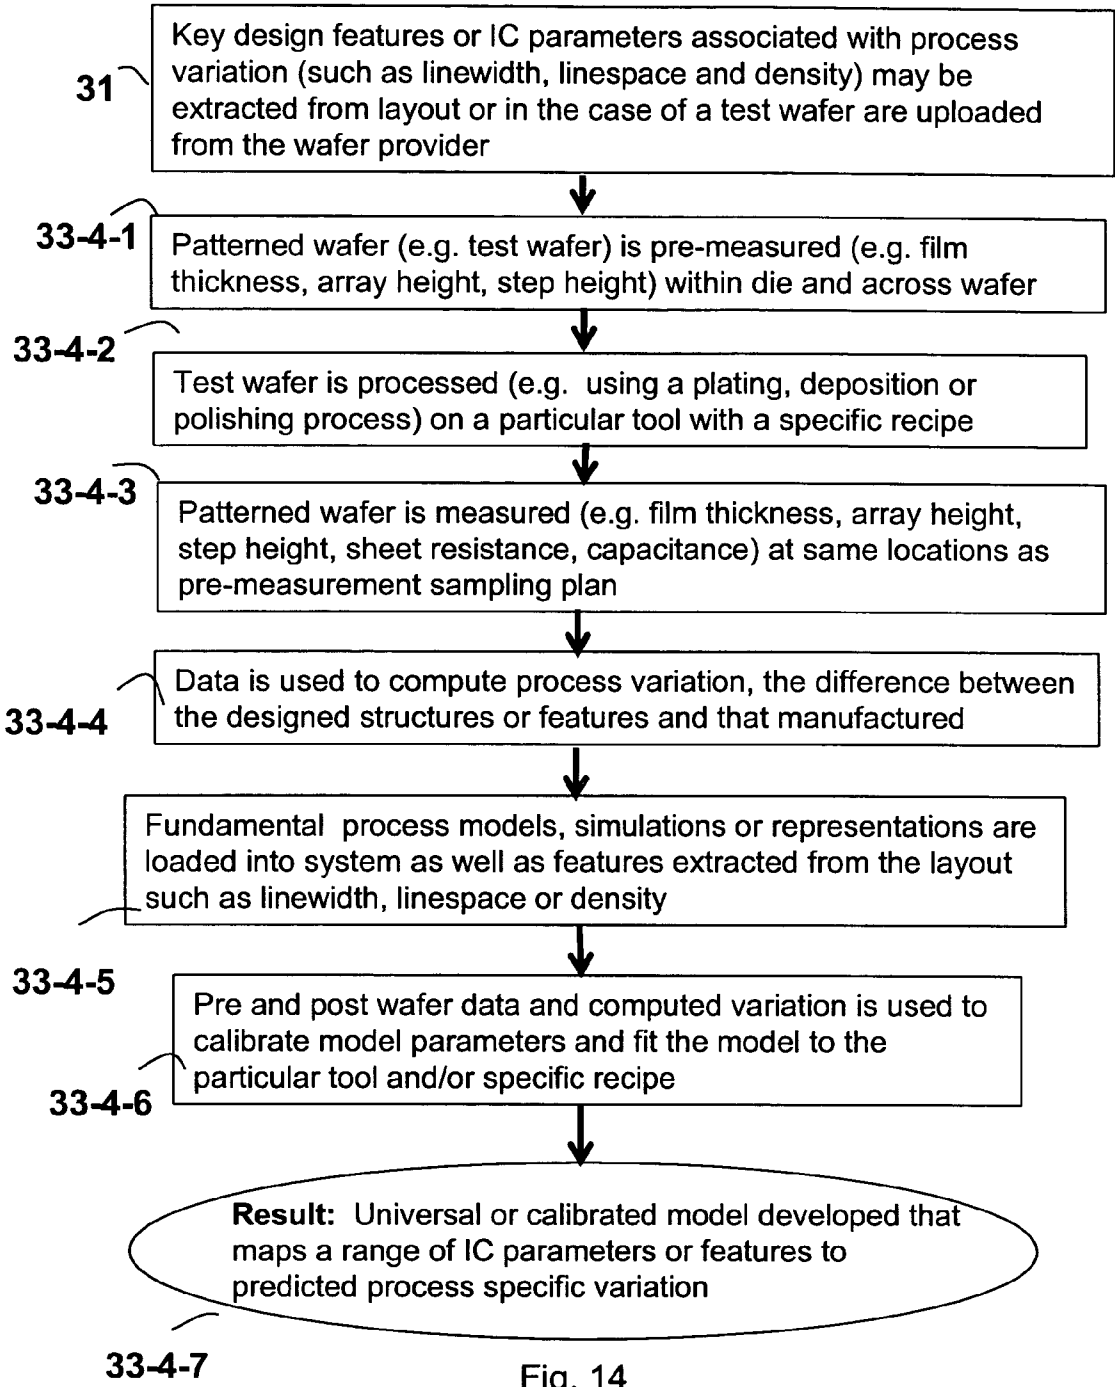 Key design features or IC parameters associated with process
variation (such as linewidth, linespace and density) may be
extracted from layout or in the case of a test wafer are uploaded
from the wafer provider
31
33-4-1
Patterned wafer (e.g. test wafer) is pre-measured (e.g. film
thickness, array height, step height) within die and across wafer
33-4-2
Test wafer is processed (e.g. using a plating, deposition or
polishing process) on a particular tool with a specific recipe
33-4-3
Patterned wafer is measured (e.g. film thickness, array height,
step height, sheet resistance, capacitance) at same locations as
pre-measurement sampling plan
33-4-4
Data is used to compute process variation, the difference between
the designed structures or features and that manufactured
Fundamental process models, simulations or representations are
loaded into system as well as features extracted from the layout
such as linewidth, linespace or density
33-4-5
Pre and post wafer data and computed variation is used to
calibrate model parameters and fit the model to the
particular tool and/or specific recipe
33-4-6
Result: Universal or calibrated model developed that
maps a range of IC parameters or features to
predicted process specific variation
33-4-7
Fig. 14